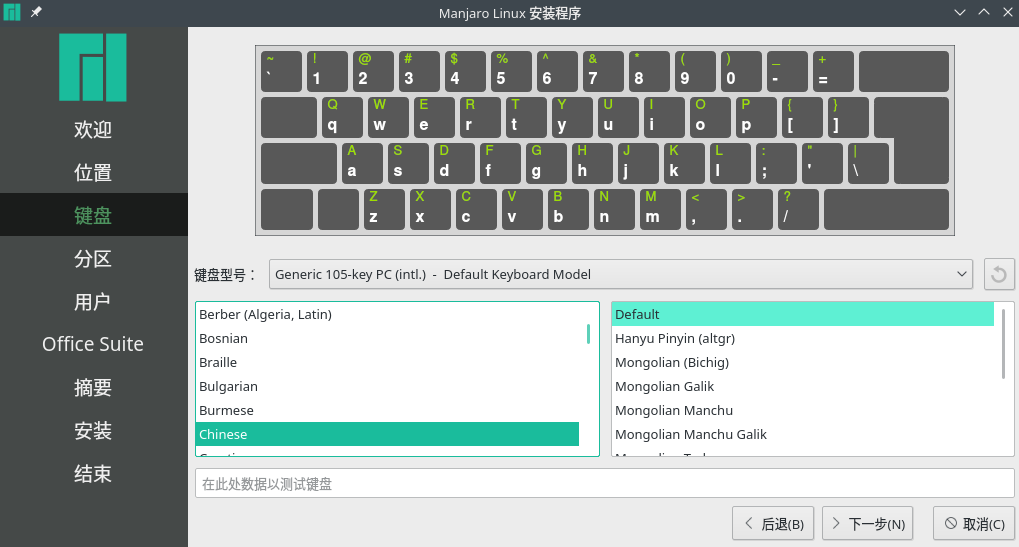 Manjaro Linux 安装程序
欢迎
位置
键盘
分区
用户
Office Suite
摘要
安装
结束
~ ! @ # $ % ^ & * ( ) _ +
` 1 2 3 4 5 6 7 8 9 0 - =
Q W E R T Y U I O P { }
q w e r t y u i o p [ ]
A S D F G H J K L : " |
a s d f g h j k l ; ' \
Z X C V B N M < > ?
z x c v b n m , . /
键盘型号：
Generic 105-key PC (intl.) - Default Keyboard Model
Berber (Algeria, Latin)
Bosnian
Braille
Bulgarian
Burmese
Chinese
Default
Hanyu Pinyin (altgr)
Mongolian (Bichig)
Mongolian Galik
Mongolian Manchu
Mongolian Manchu Galik
在此处数据以测试键盘
后退(B)
下一步(N)
取消(C)